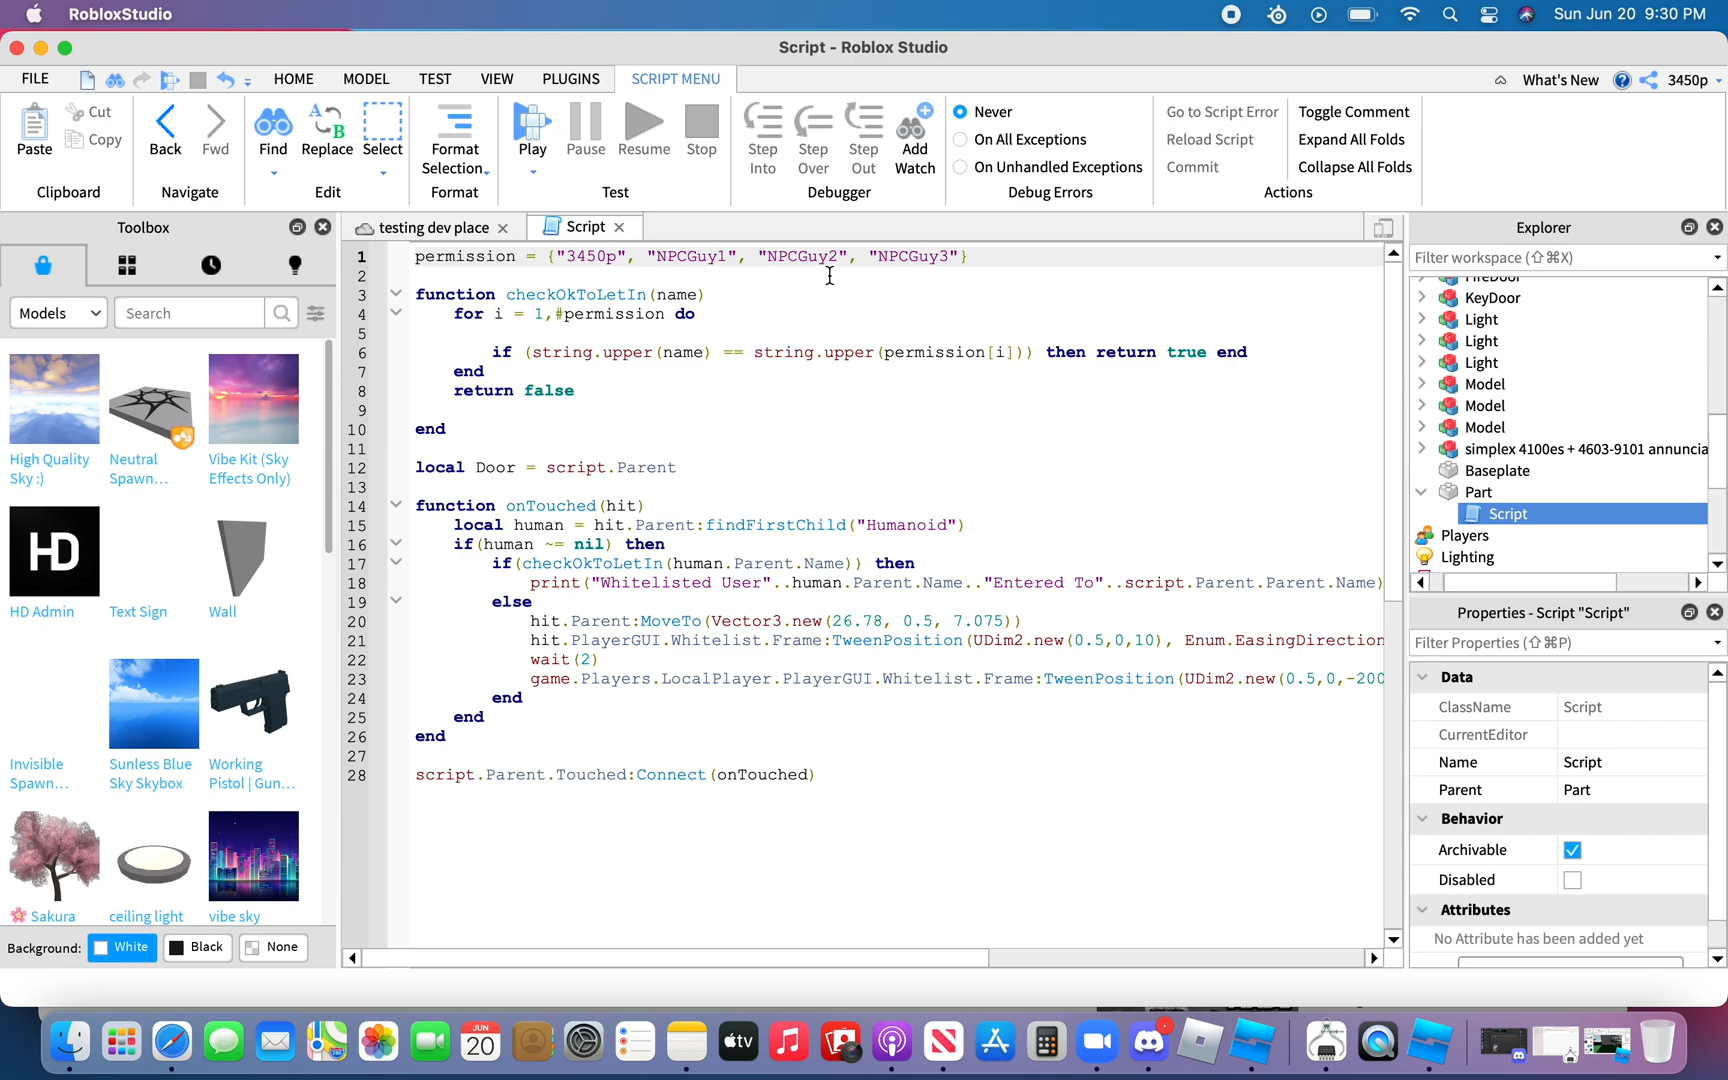 RobloxStudio
Sun Jun 20 9:30 PM
Script - Roblox Studio
FILE HOME MODEL TEST VIEW PLUGINS SCRIPT MENU What's New 3450p
Paste Cut Copy
Clipboard
Back Fwd
Navigate
Find Replace Select
Edit
Format Selection
Format
Play Pause Resume Stop
Test
Step Into Step Over Step Out Add Watch
Debugger
Never
On All Exceptions
On Unhandled Exceptions
Debug Errors
Go to Script Error Toggle Comment
Reload Script Expand All Folds
Commit Collapse All Folds
Actions
Toolbox
Models Search
High Quality Sky :)
Neutral Spawn...
Vibe Kit (Sky Effects Only)
HD
HD Admin
Text Sign
Wall
Invisible Spawn...
Sunless Blue Sky Skybox
Working Pistol | Gun...
🌸 Sakura
ceiling light
vibe sky
Background: White Black None
testing dev place Script
1 permission = {"3450p", "NPCGuy1", "NPCGuy2", "NPCGuy3"}
2
3 function checkOkToLetIn(name)
4 for i = 1,#permission do
5
6 if (string.upper(name) == string.upper(permission[i])) then return true end
7 end
8 return false
9
10 end
11
12 local Door = script.Parent
13
14 function onTouched(hit)
15 local human = hit.Parent:findFirstChild("Humanoid")
16 if(human ~= nil) then
17 if(checkOkToLetIn(human.Parent.Name)) then
18 print("Whitelisted User"..human.Parent.Name.."Entered To"..script.Parent.Parent.Name)
19 else
20 hit.Parent:MoveTo(Vector3.new(26.78, 0.5, 7.075))
21 hit.PlayerGUI.Whitelist.Frame:TweenPosition(UDim2.new(0.5,0,10), Enum.EasingDirection
22 wait(2)
23 game.Players.LocalPlayer.PlayerGUI.Whitelist.Frame:TweenPosition(UDim2.new(0.5,0,-200
24 end
25 end
26 end
27
28 script.Parent.Touched:Connect(onTouched)
Explorer
Filter workspace (⇧⌘X)
FireDoor
KeyDoor
Light
Light
Light
Model
Model
Model
simplex 4100es + 4603-9101 annuncia
Baseplate
Part
Script
Players
Lighting
Properties - Script "Script"
Filter Properties (⇧⌘P)
Data
ClassName Script
CurrentEditor
Name Script
Parent Part
Behavior
Archivable
Disabled
Attributes
No Attribute has been added yet
JUN
20
tv